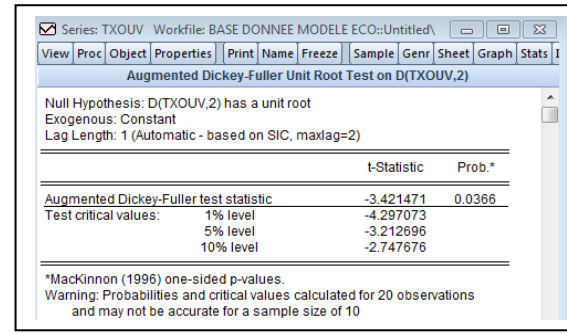 Series: TXOUV Workfile: BASE DONNEE MODELE ECO::Untitled\
View Proc Object Properties Print Name Freeze Sample Genr Sheet Graph Stats
Augmented Dickey-Fuller Unit Root Test on D(TXOUV,2)
Null Hypothesis: D(TXOUV,2) has a unit root
Exogenous: Constant
Lag Length: 1 (Automatic - based on SIC, maxlag=2)
t-Statistic Prob.*
Augmented Dickey-Fuller test statistic -3.421471 0.0366
Test critical values: 1% level -4.297073
5% level -3.212696
10% level -2.747676
*MacKinnon (1996) one-sided p-values.
Warning: Probabilities and critical values calculated for 20 observations
and may not be accurate for a sample size of 10